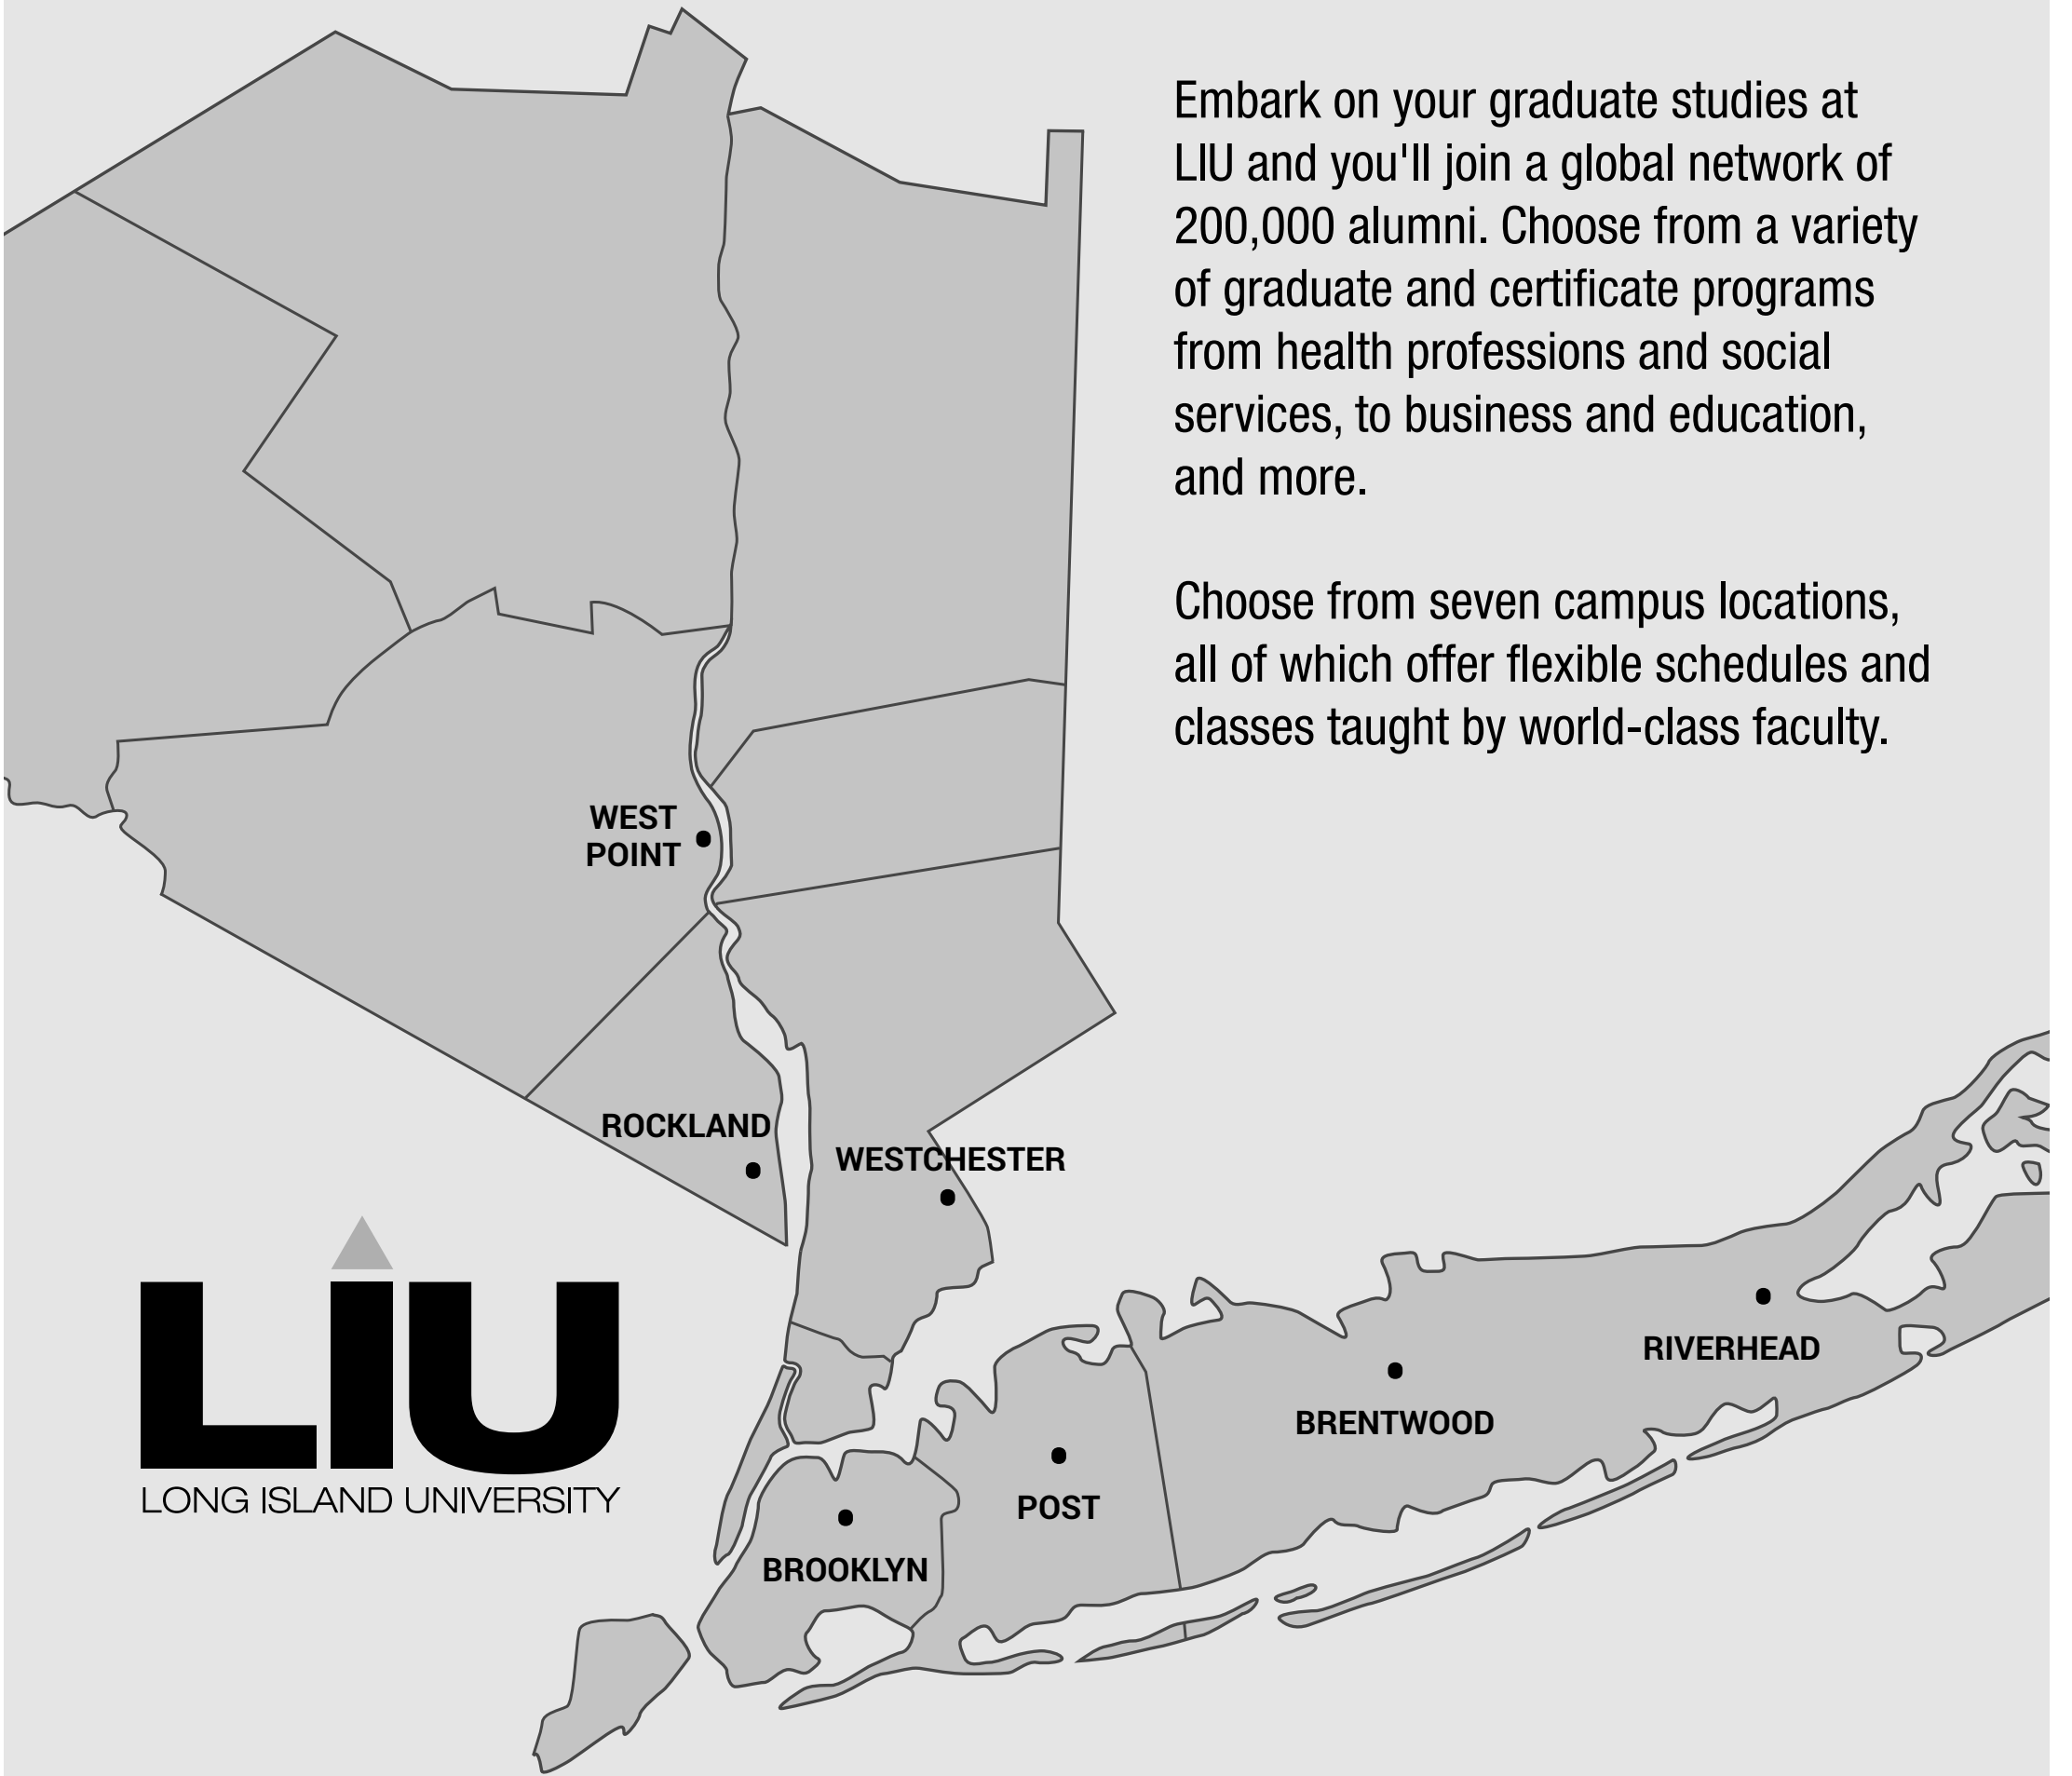 Embark on your graduate studies at
LIU and you'll join a global network of
200,000 alumni. Choose from a variety
of graduate and certificate programs
from health professions and social
services, to business and education,
and more.
Choose from seven campus locations,
all of which offer flexible schedules and
classes taught by world-class faculty.
WEST
POINT
ROCKLAND
WESTCHESTER
LIU
LONG ISLAND UNIVERSITY
RIVERHEAD
BRENTWOOD
POST
BROOKLYN